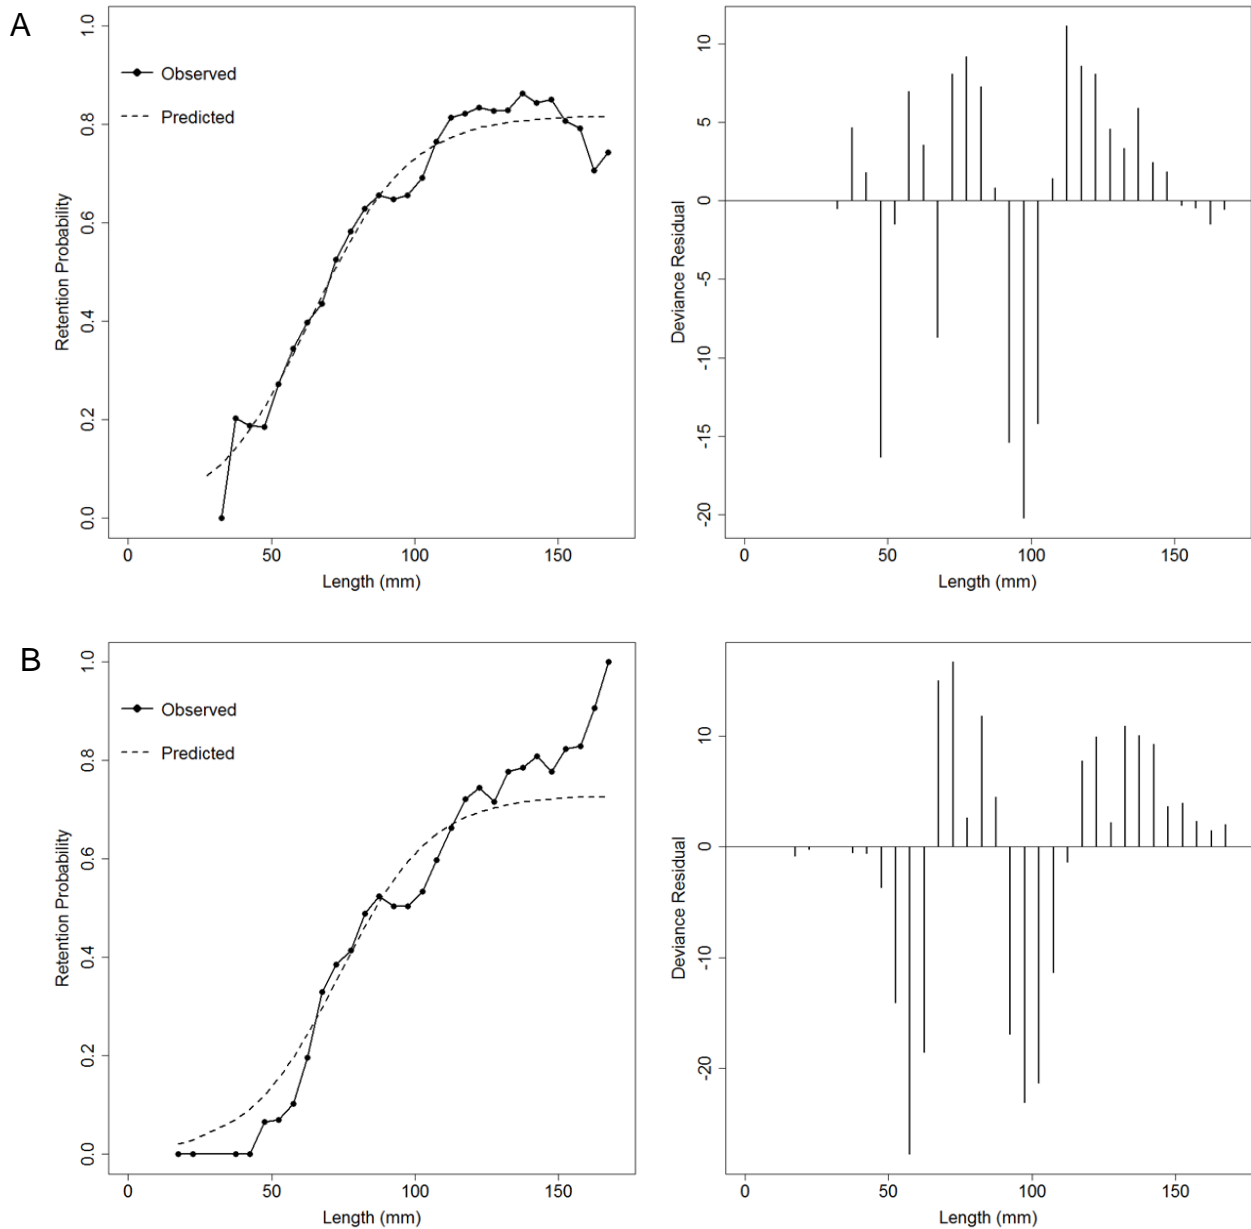 A
1.0
0.8
0.6
0.4
0.2
0.0
Retention Probability
Observed
Predicted
0 50 100 150
Length (mm)
10
5
0
-5
-10
-15
-20
Deviance Residual
0 50 100 150
Length (mm)
B
1.0
0.8
0.6
0.4
0.2
0.0
Retention Probability
Observed
Predicted
0 50 100 150
Length (mm)
10
0
-10
-20
Deviance Residual
0 50 100 150
Length (mm)